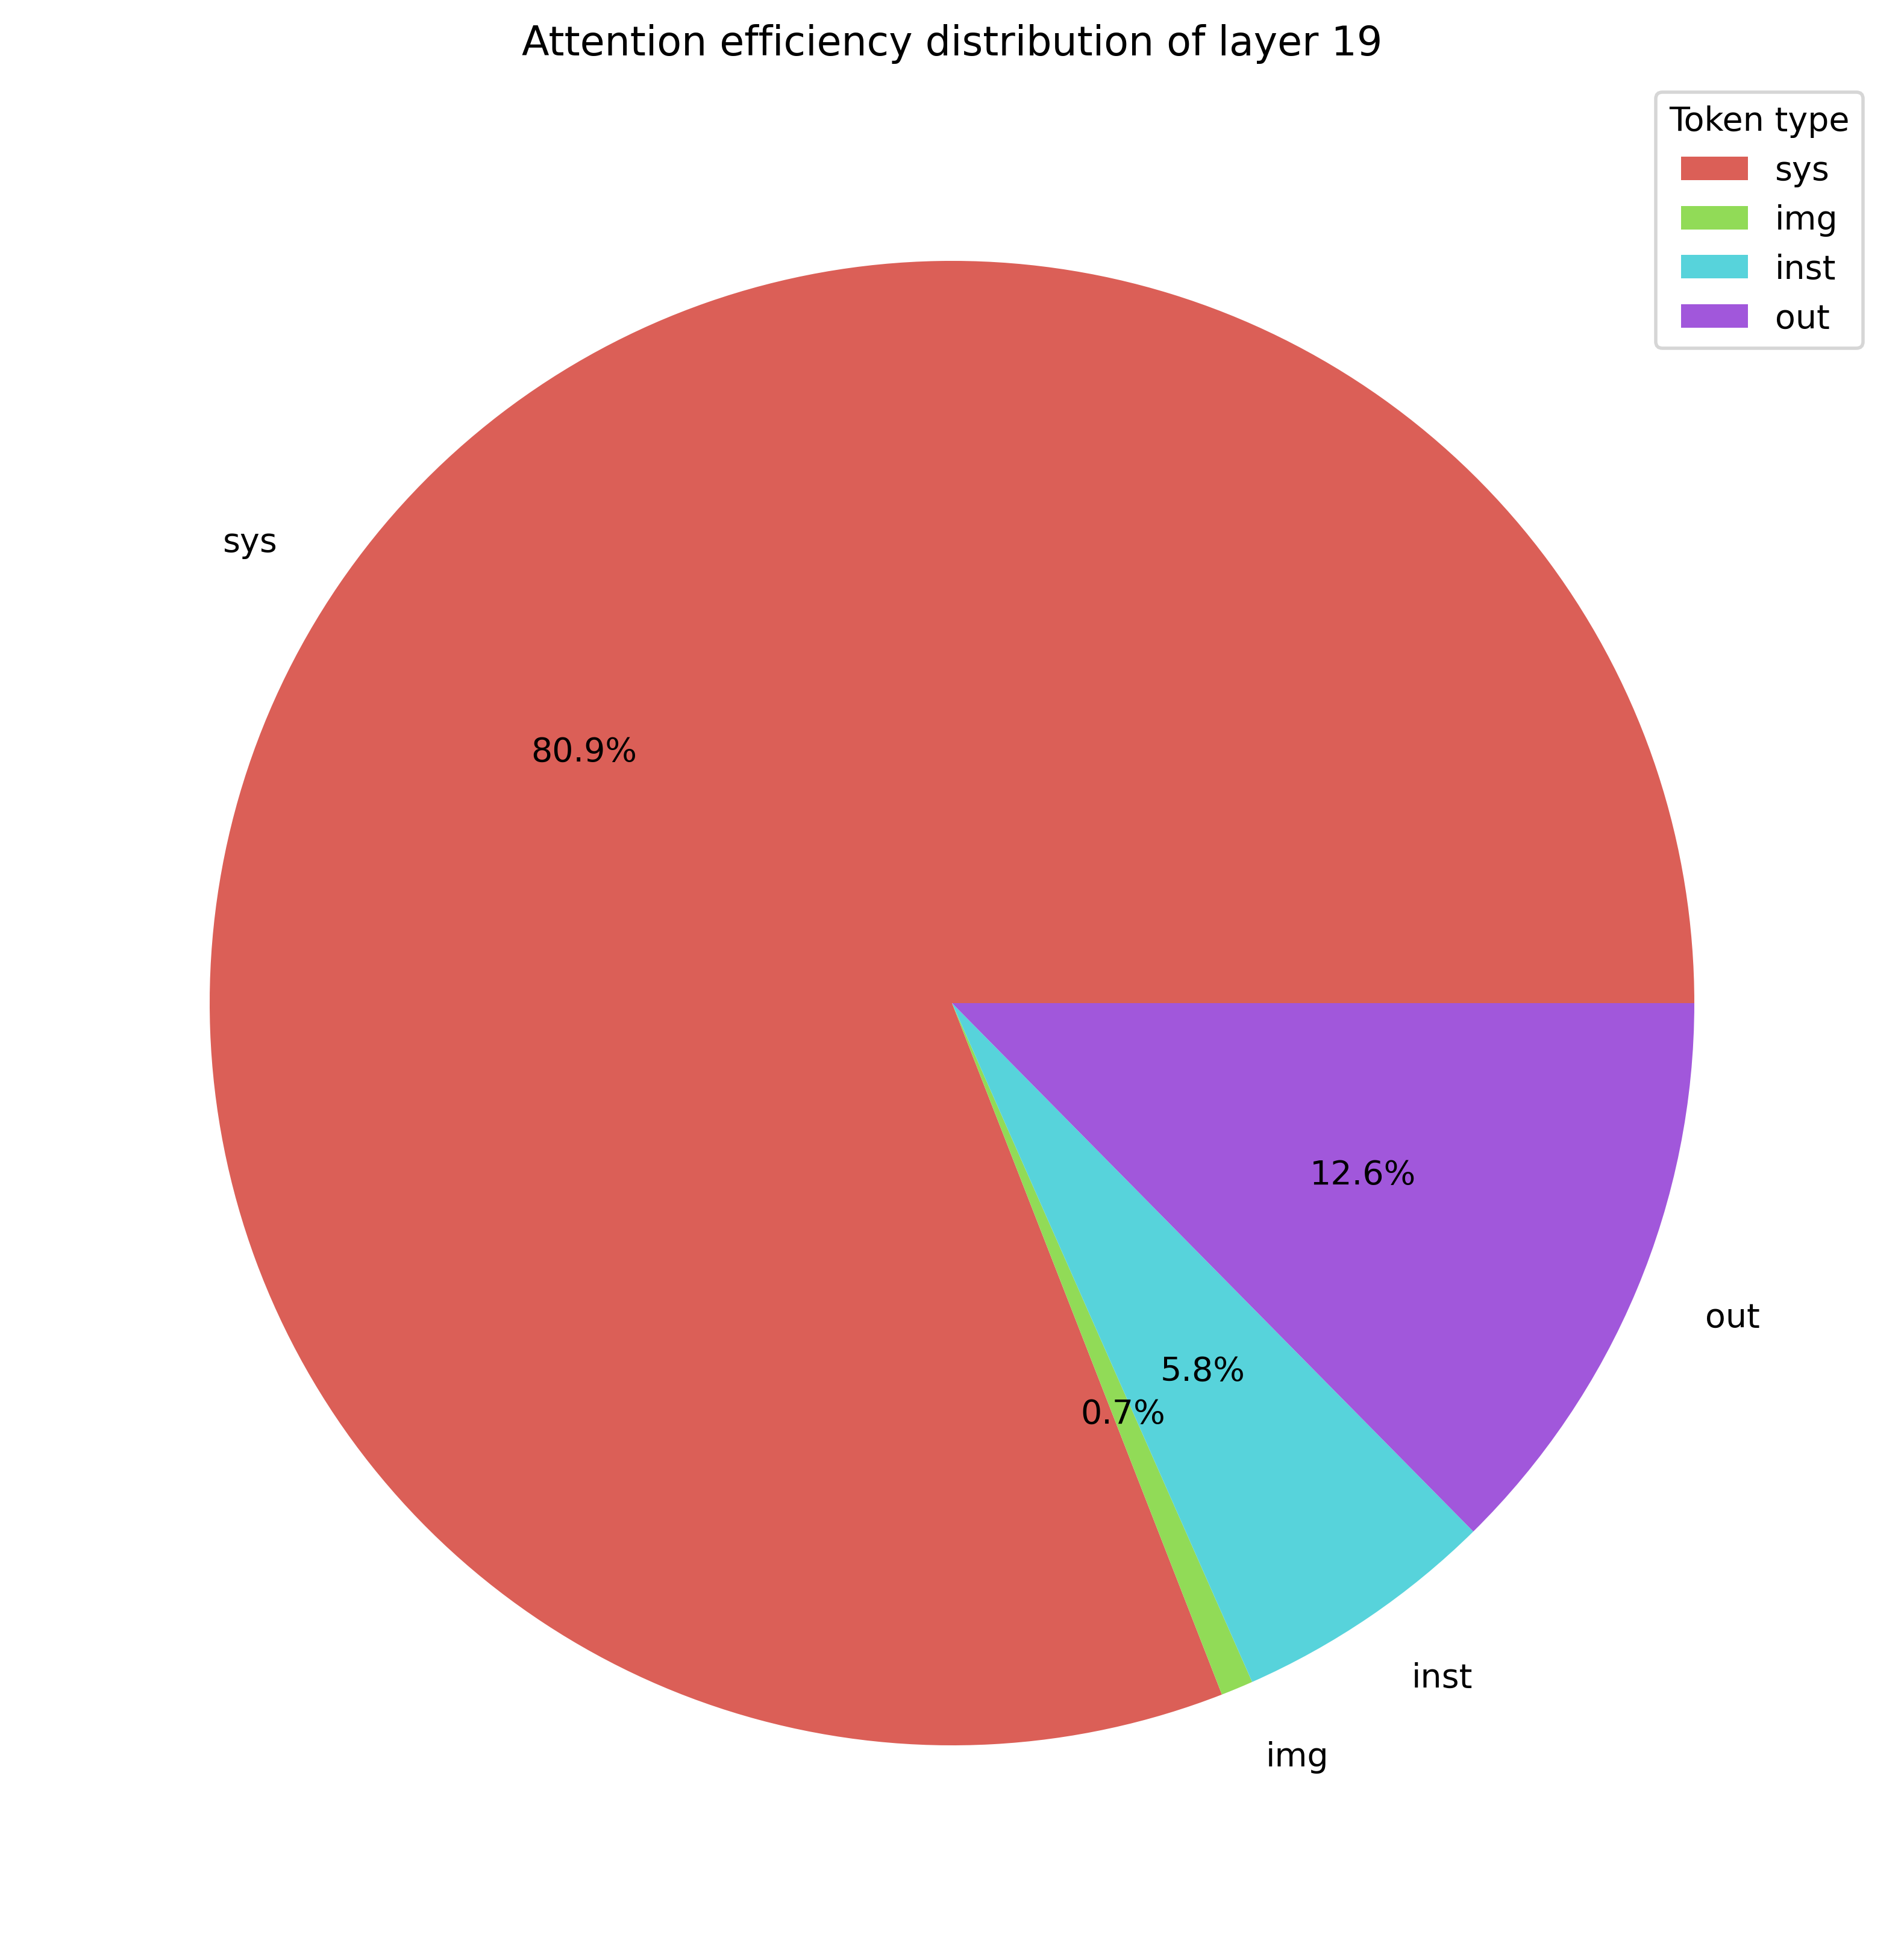 Attention efficiency distribution of layer 19
Token type
sys
img
inst
out
sys
80.9%
12.6%
out
5.8%
0.7%
inst
img